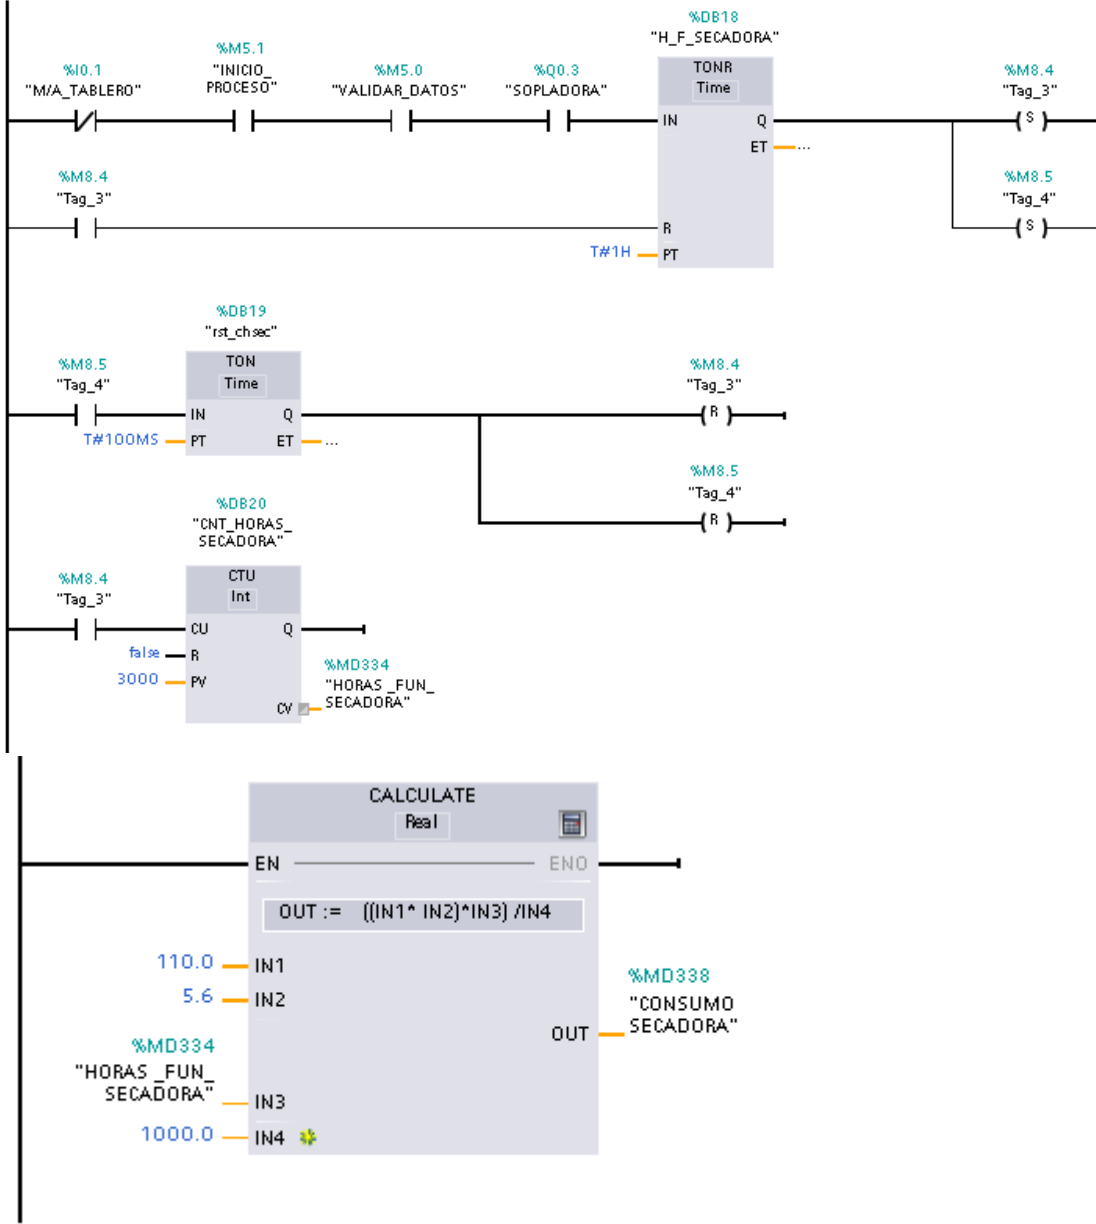 %DB18
"H_F_SECADORA"
%M5.1
"INICIO_
PROCESO"
%I0.1
"M/A_TABLERO"
%M5.0
"VALIDAR_DATOS"
%Q0.3
"SOPLADORA"
TONR
Time
%M8.4
"Tag_3"
S
IN
Q
ET
...
%M8.4
"Tag_3"
%M8.5
"Tag_4"
S
R
T#1H
PT
%DB19
"rst_chsec"
%M8.5
"Tag_4"
TON
Time
%M8.4
"Tag_3"
R
IN
Q
T#100MS
PT
ET
...
%M8.5
"Tag_4"
R
%DB20
"CNT_HORAS_
SECADORA"
%M8.4
"Tag_3"
CTU
Int
CU
Q
false
R
3000
PV
%MD334
"HORAS _FUN_
SECADORA"
CV
CALCULATE
Real
EN
ENO
OUT := ((IN1* IN2)*IN3) /IN4
110.0
IN1
5.6
IN2
%MD338
"CONSUMO
SECADORA"
OUT
%MD334
"HORAS _FUN_
SECADORA"
IN3
1000.0
IN4